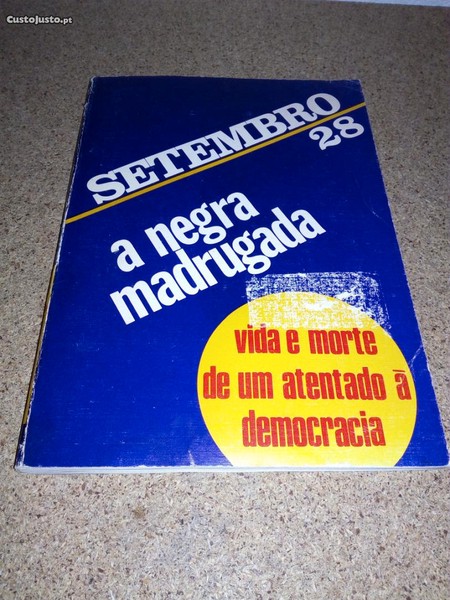 CustoJusto.pt
SETEMBRO
28
a negra
madrugada
vida e morte
de um atentado à
democracia